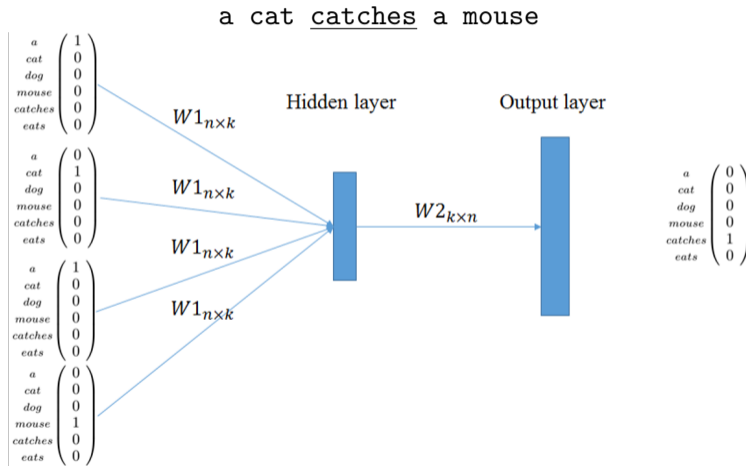 a cat catches a mouse
a 1
cat 0
dog 0
mouse 0
catches 0
eats 0
a 0
cat 1
dog 0
mouse 0
catches 0
eats 0
a 1
cat 0
dog 0
mouse 0
catches 0
eats 0
a 0
cat 0
dog 0
mouse 1
catches 0
eats 0
W1n×k
W1n×k
W1n×k
W1n×k
Hidden layer
W2k×n
Output layer
a 0
cat 0
dog 0
mouse 0
catches 1
eats 0